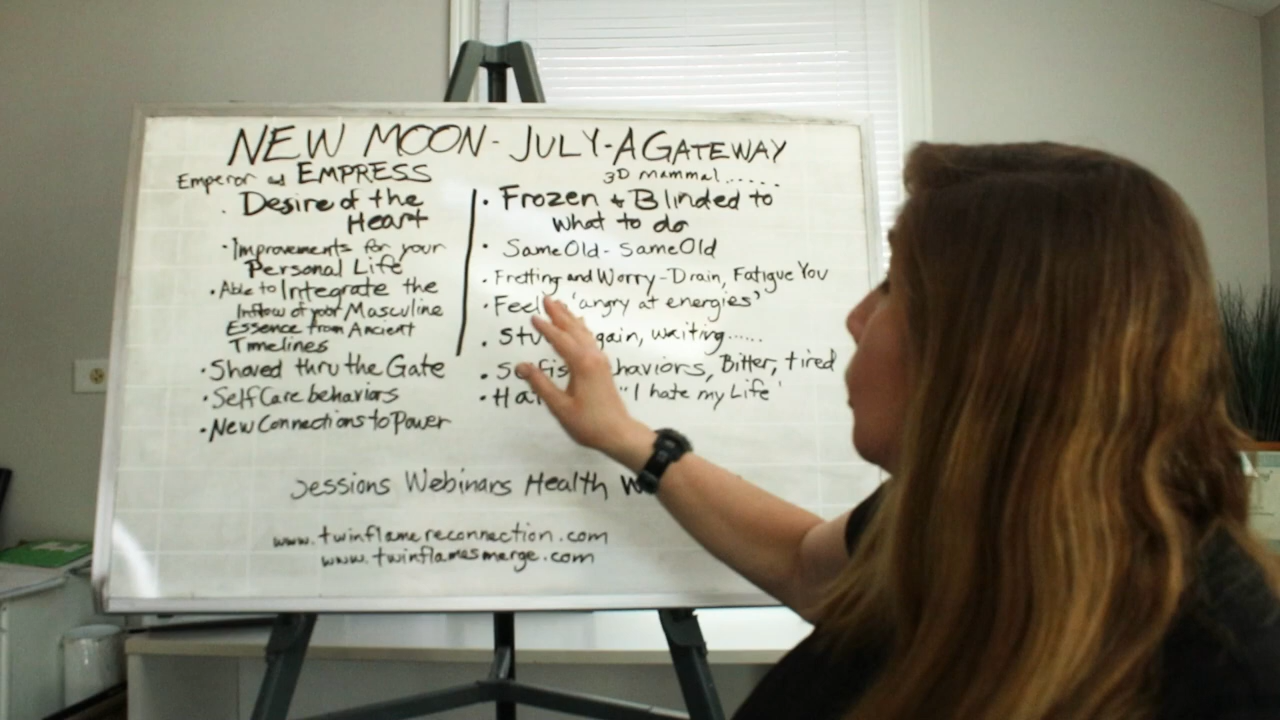 NEW MOON - JULY - A GATEWAY
Emperor and EMPRESS
Desire of the
Heart
• Improvements for your
Personal Life
• Able to Integrate the
Inflow of your Masculine
Essence from Ancient
Timelines
• Shoved thru the Gate
• Self Care behaviors
• New Connections to Power
3D mammal......
• Frozen & Blinded to
what to do
• Same Old - Same Old
• Fretting and Worry - Drain, Fatigue You
• 'angry at energies'
• waiting......
• Bitter, tired
• "I hate my Life'
Sessions Webinars Health
www.twinflamereconnection.com
www.twinflamesmerge.com